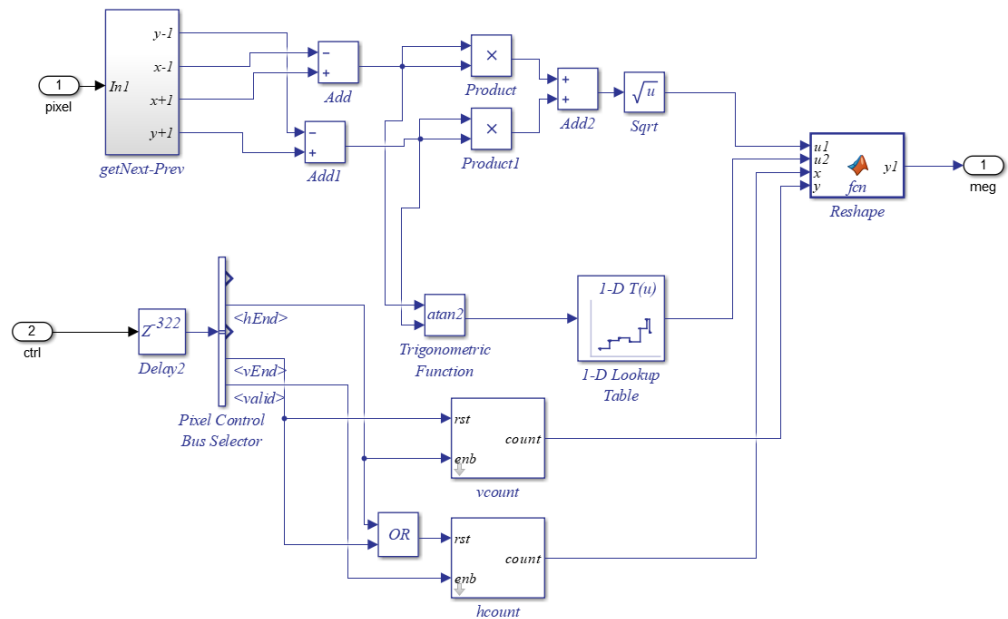 1
pixel
In1
y-1
x-1
x+1
y+1
getNext-Prev
−
+
Add
−
+
Add1
×
Product
×
Product1
+
+
Add2
√u
Sqrt
u1
u2
x
y
fcn
y1
Reshape
1
meg
2
ctrl
Z^-322
Delay2
<hEnd>
<vEnd>
<valid>
Pixel Control
Bus Selector
atan2
Trigonometric
Function
1-D T(u)
1-D Lookup
Table
rst
enb
count
vcount
OR
rst
enb
count
hcount